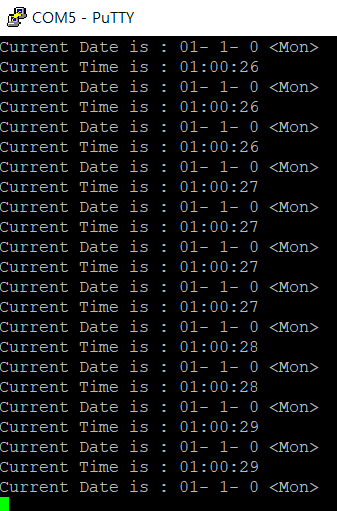 COM5 - PuTTY
Current Date is : 01- 1- 0 <Mon>
Current Time is : 01:00:26
Current Date is : 01- 1- 0 <Mon>
Current Time is : 01:00:26
Current Date is : 01- 1- 0 <Mon>
Current Time is : 01:00:26
Current Date is : 01- 1- 0 <Mon>
Current Time is : 01:00:27
Current Date is : 01- 1- 0 <Mon>
Current Time is : 01:00:27
Current Date is : 01- 1- 0 <Mon>
Current Time is : 01:00:27
Current Date is : 01- 1- 0 <Mon>
Current Time is : 01:00:27
Current Date is : 01- 1- 0 <Mon>
Current Time is : 01:00:28
Current Date is : 01- 1- 0 <Mon>
Current Time is : 01:00:28
Current Date is : 01- 1- 0 <Mon>
Current Time is : 01:00:29
Current Date is : 01- 1- 0 <Mon>
Current Time is : 01:00:29
Current Date is : 01- 1- 0 <Mon>